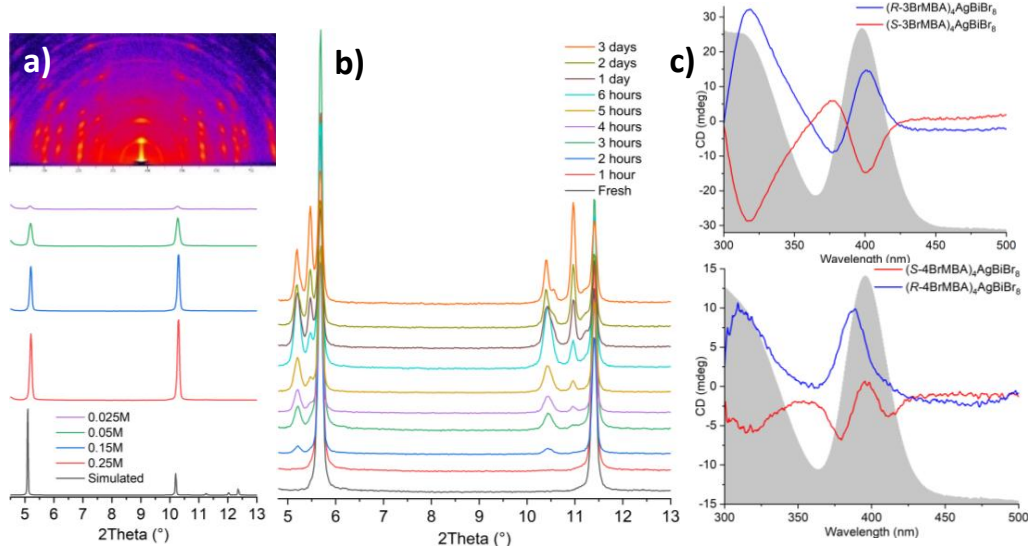 a)
0.025M
0.05M
0.15M
0.25M
Simulated
5 6 7 8 9 10 11 12 13
2Theta (°)
b)
3 days
2 days
1 day
6 hours
5 hours
4 hours
3 hours
2 hours
1 hour
Fresh
5 6 7 8 9 10 11 12 13
2Theta (°)
c)
(R-3BrMBA)₄AgBiBr₈
(S-3BrMBA)₄AgBiBr₈
30
20
10
0
-10
-20
-30
CD (mdeg)
300 350 400 450 500
Wavelength (nm)
(S-4BrMBA)₄AgBiBr₈
(R-4BrMBA)₄AgBiBr₈
15
10
5
0
-5
-10
-15
CD (mdeg)
300 350 400 450 500
Wavelength (nm)